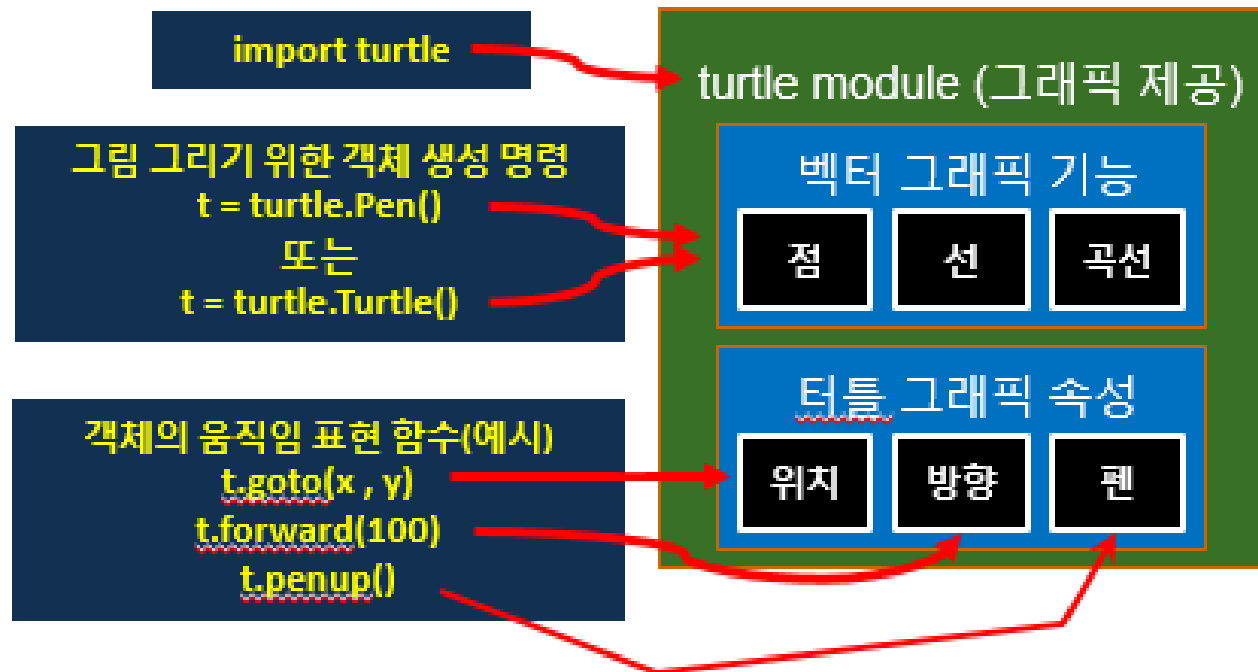 import turtle
그림 그리기 위한 객체 생성 명령
t = turtle.Pen()
또는
t = turtle.Turtle()
객체의 움직임 표현 함수(예시)
t.goto(x , y)
t.forward(100)
t.penup()
turtle module (그래픽 제공)
벡터 그래픽 기능
점 선 곡선
터틀 그래픽 속성
위치 방향 펜